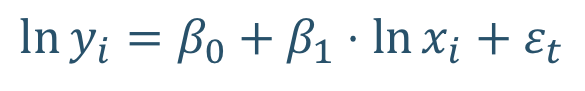 ln yᵢ = β₀ + β₁ · ln xᵢ + εₜ